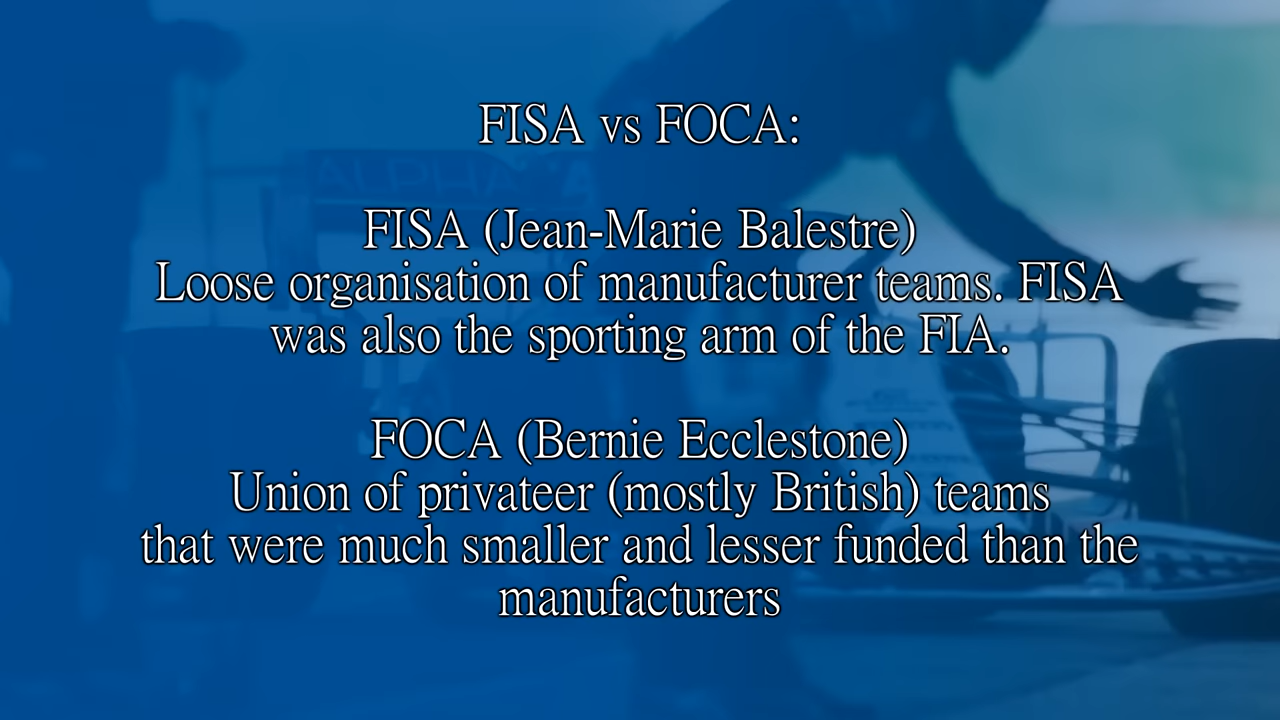 FISA vs FOCA:
FISA (Jean-Marie Balestre)
Loose organisation of manufacturer teams. FISA
was also the sporting arm of the FIA.
FOCA (Bernie Ecclestone)
Union of privateer (mostly British) teams
that were much smaller and lesser funded than the
manufacturers